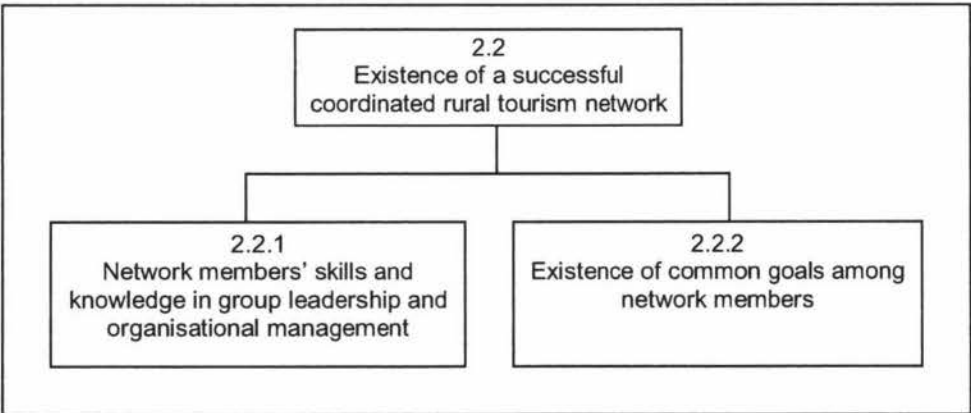 2.2
Existence of a successful
coordinated rural tourism network
2.2.1
Network members' skills and
knowledge in group leadership and
organisational management
2.2.2
Existence of common goals among
network members